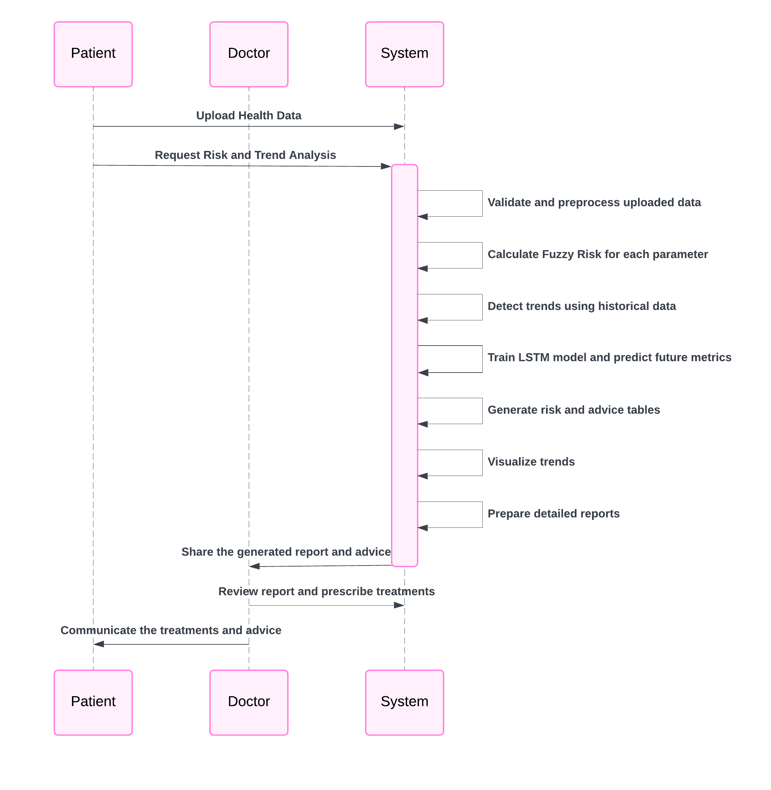 Patient
Doctor
System
Upload Health Data
Request Risk and Trend Analysis
Validate and preprocess uploaded data
Calculate Fuzzy Risk for each parameter
Detect trends using historical data
Train LSTM model and predict future metrics
Generate risk and advice tables
Visualize trends
Prepare detailed reports
Share the generated report and advice
Review report and prescribe treatments
Communicate the treatments and advice
Patient
Doctor
System